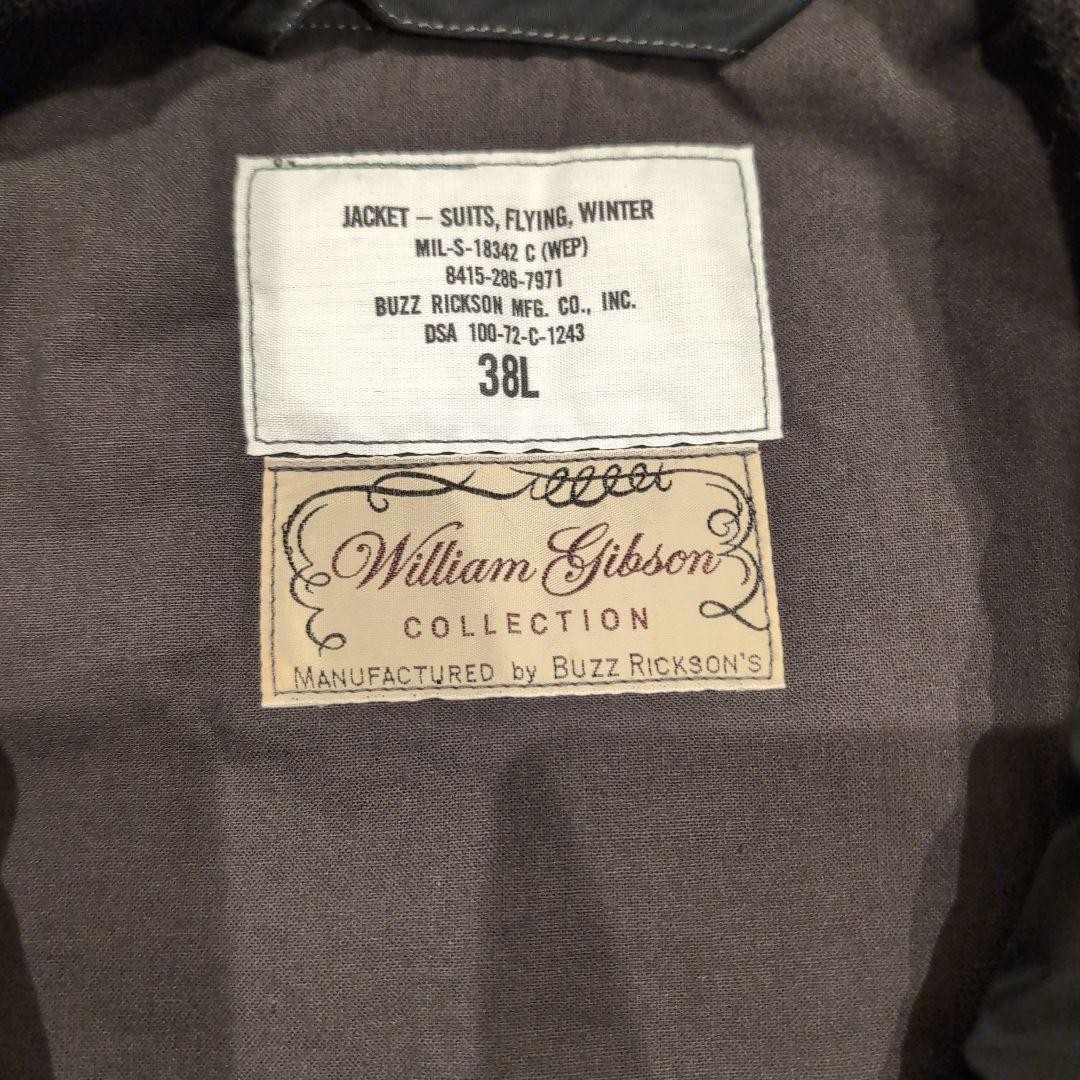 JACKET – SUITS, FLYING, WINTER
MIL-S-18342 C (WEP)
8415-286-7971
BUZZ RICKSON MFG. CO., INC.
DSA 100-72-C-1243
38L
William Gibson
COLLECTION
MANUFACTURED by BUZZ RICKSON'S